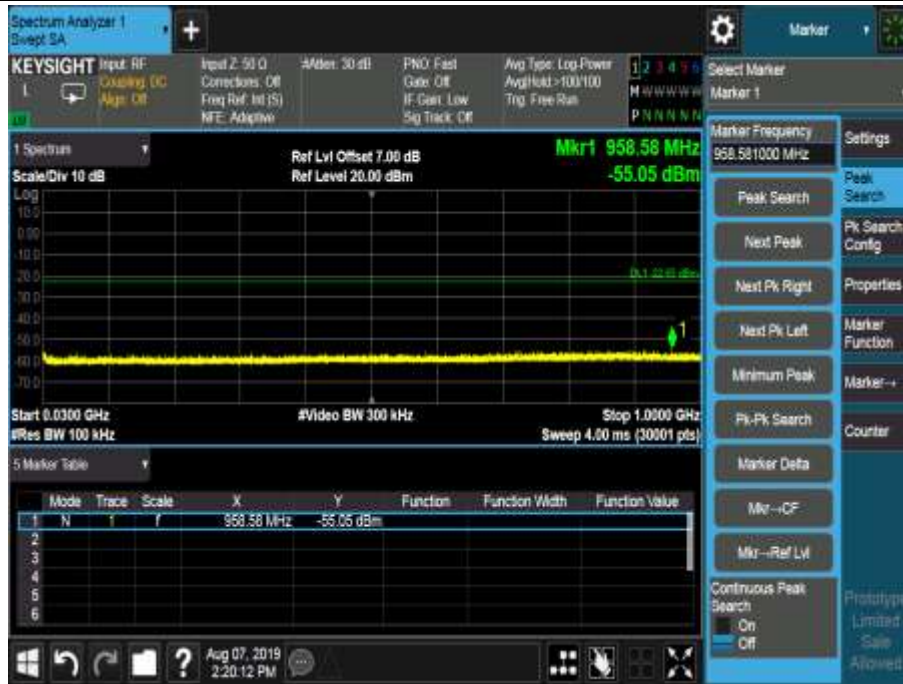 Spectrum Analyzer 1
Swept SA
+
Marker
KEYSIGHT
Input: RF
Coupling: DC
Align: Off
Input Z: 50 Ω
Corrections: Off
Freq Ref: Int (S)
NFE: Adaptive
#Atten: 30 dB
PNO: Fast
Gate: Off
IF Gain: Low
Sig Track: Off
Avg Type: Log-Power
Avg|Hold:>100/100
Trig: Free Run
1 2 3 4 5 6
M W W W W W
P N N N N N
Select Marker
Marker 1
L
1 Spectrum
Scale/Div 10 dB
Ref Lvl Offset 7.00 dB
Ref Level 20.00 dBm
Mkr1 958.58 MHz
-55.05 dBm
Log
10.0
0.00
-10.0
-20.0
-30.0
-40.0
-50.0
-60.0
-70.0
1
Start 0.0300 GHz
#Res BW 100 kHz
#Video BW 300 kHz
Stop 1.0000 GHz
Sweep 4.00 ms (30001 pts)
Marker Frequency
958.581000 MHz
Peak Search
Next Peak
Next Pk Right
Next Pk Left
Minimum Peak
Pk-Pk Search
Marker Delta
Mkr→CF
Mkr→Ref Lvl
Continuous Peak
Search
On
Off
Settings
Peak
Search
Pk Search
Config
Properties
Marker
Function
Marker→
Counter
Prototype
Limited
Sale
Allowed
5 Marker Table
Mode Trace Scale X Y Function Function Width Function Value
1 N 1 f 958.58 MHz -55.05 dBm
2
3
4
5
6
?
Aug 07, 2019
2:20:12 PM